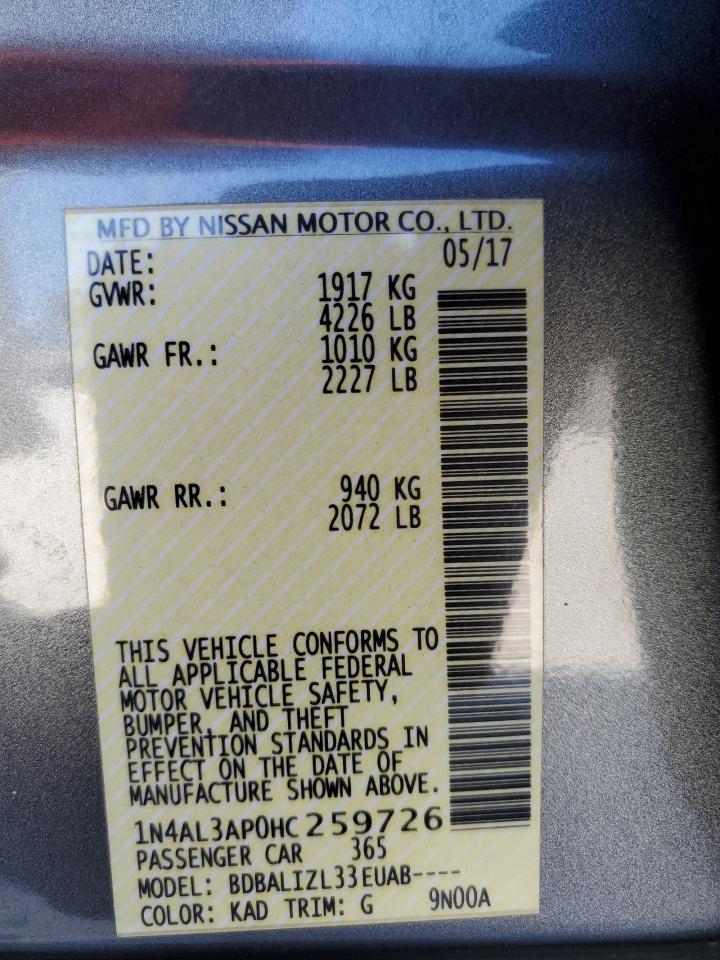 MFD BY NISSAN MOTOR CO., LTD.
DATE: 05/17
GVWR: 1917 KG
4226 LB
GAWR FR.: 1010 KG
2227 LB
GAWR RR.: 940 KG
2072 LB
THIS VEHICLE CONFORMS TO
ALL APPLICABLE FEDERAL
MOTOR VEHICLE SAFETY,
BUMPER, AND THEFT
PREVENTION STANDARDS IN
EFFECT ON THE DATE OF
MANUFACTURE SHOWN ABOVE.
1N4AL3AP0HC259726
PASSENGER CAR 365
MODEL: BDBALIZL33EUAB----
COLOR: KAD TRIM: G 9N00A